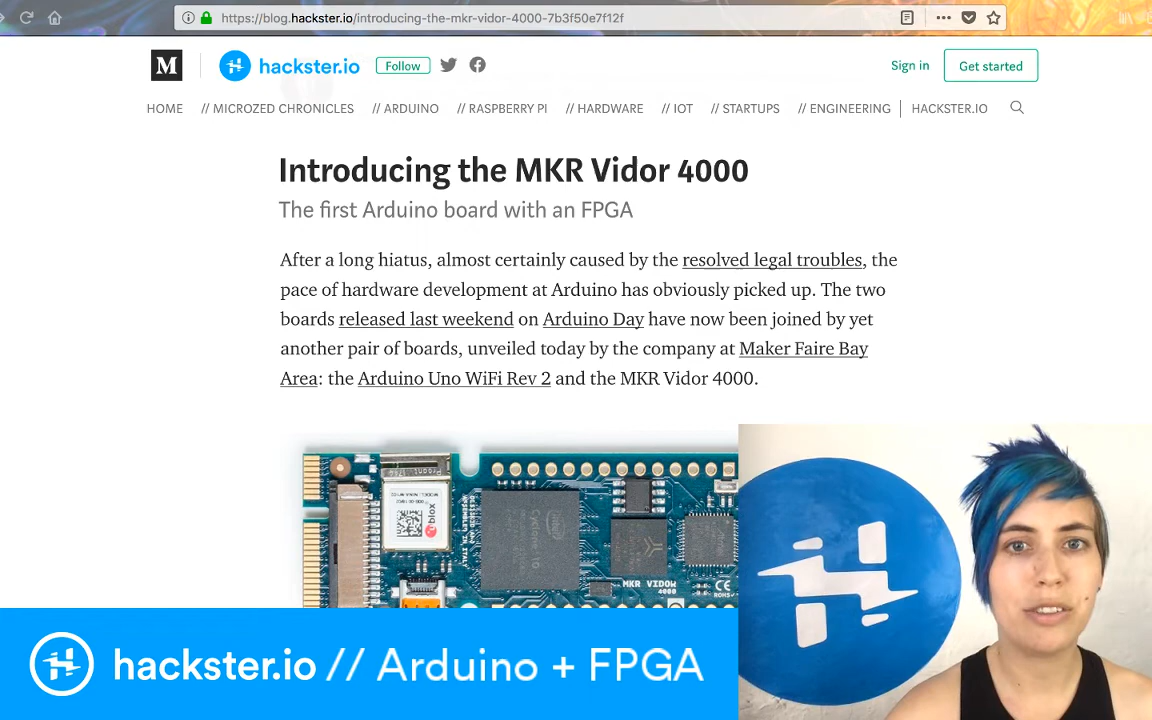 https://blog.hackster.io/introducing-the-mkr-vidor-4000-7b3f50e7f12f
M hackster.io Follow Sign in Get started
HOME // MICROZED CHRONICLES // ARDUINO // RASPBERRY PI // HARDWARE // IOT // STARTUPS // ENGINEERING | HACKSTER.IO
Introducing the MKR Vidor 4000
The first Arduino board with an FPGA
After a long hiatus, almost certainly caused by the resolved legal troubles, the
pace of hardware development at Arduino has obviously picked up. The two
boards released last weekend on Arduino Day have now been joined by yet
another pair of boards, unveiled today by the company at Maker Faire Bay
Area: the Arduino Uno WiFi Rev 2 and the MKR Vidor 4000.
ublox
intel
Cyclone 10
MKR VIDOR
4000
CE
hackster.io // Arduino + FPGA